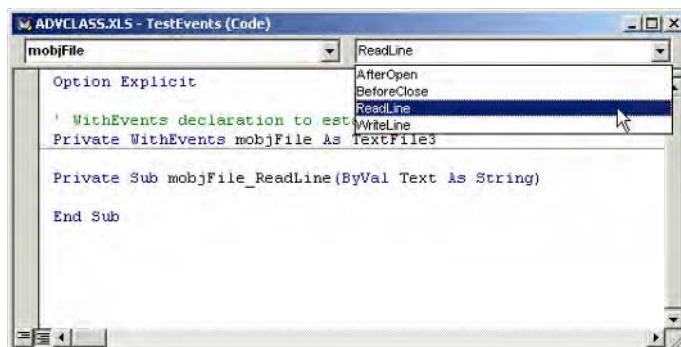 ADVCLASS.XLS - TestEvents (Code)
mobjFile
ReadLine
AfterOpen
BeforeClose
ReadLine
WriteLine
Option Explicit
' WithEvents declaration to
Private WithEvents mobjFile As TextFile3
Private Sub mobjFile_ReadLine(ByVal Text As String)
End Sub